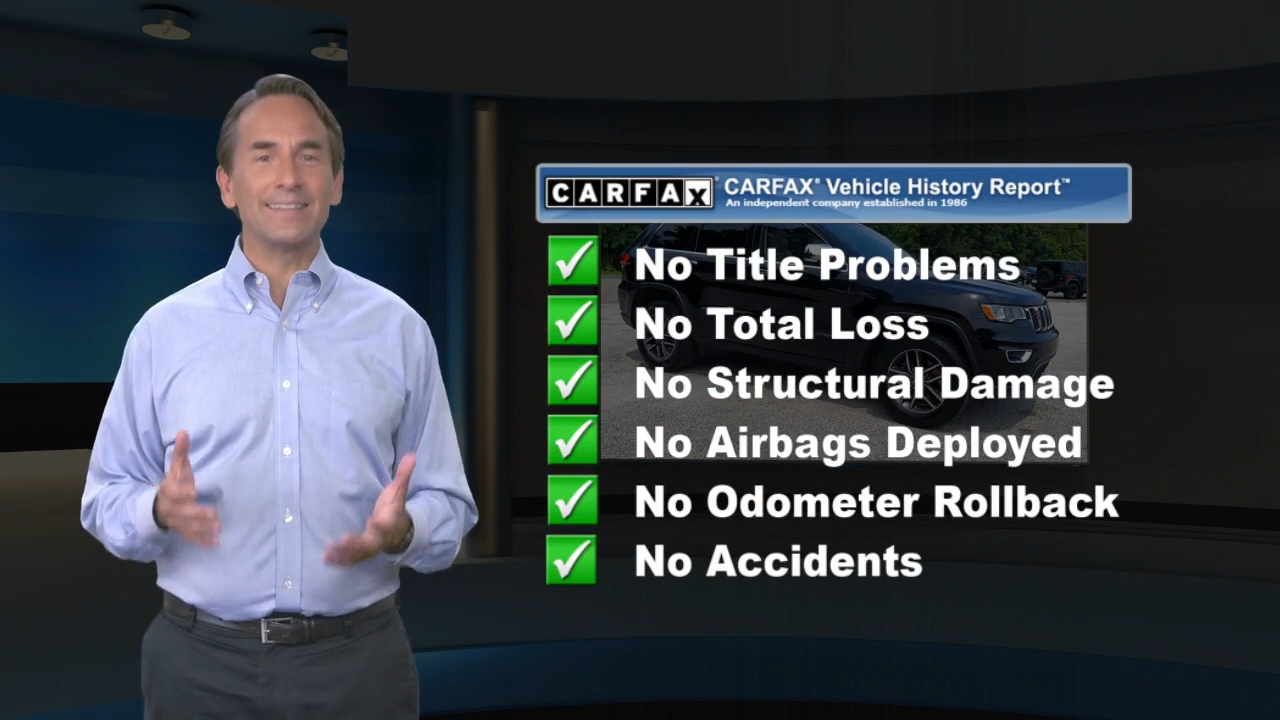 CARFAX® CARFAX® Vehicle History Report™
An independent company established in 1986
No Title Problems
No Total Loss
No Structural Damage
No Airbags Deployed
No Odometer Rollback
No Accidents